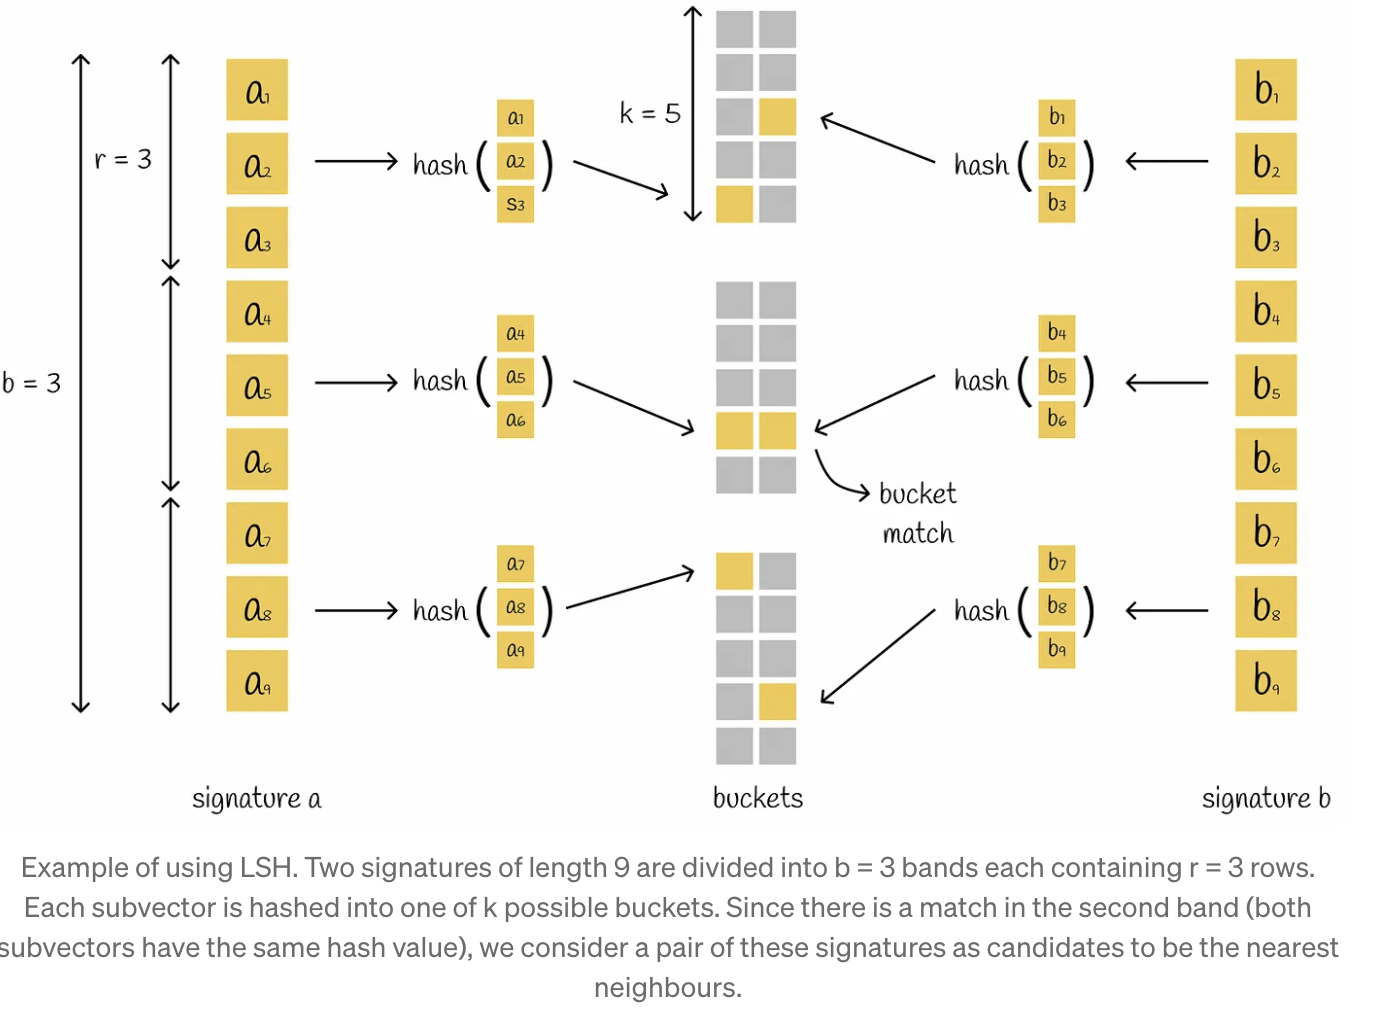 a1
a2
a3
a4
a5
a6
a7
a8
a9
r = 3
b = 3
signature a
hash ( a1 a2 s3 )
hash ( a4 a5 a6 )
hash ( a7 a8 a9 )
k = 5
bucket
match
buckets
hash ( b1 b2 b3 )
hash ( b4 b5 b6 )
hash ( b7 b8 b9 )
b1
b2
b3
b4
b5
b6
b7
b8
b9
signature b
Example of using LSH. Two signatures of length 9 are divided into b = 3 bands each containing r = 3 rows.
Each subvector is hashed into one of k possible buckets. Since there is a match in the second band (both
subvectors have the same hash value), we consider a pair of these signatures as candidates to be the nearest
neighbours.